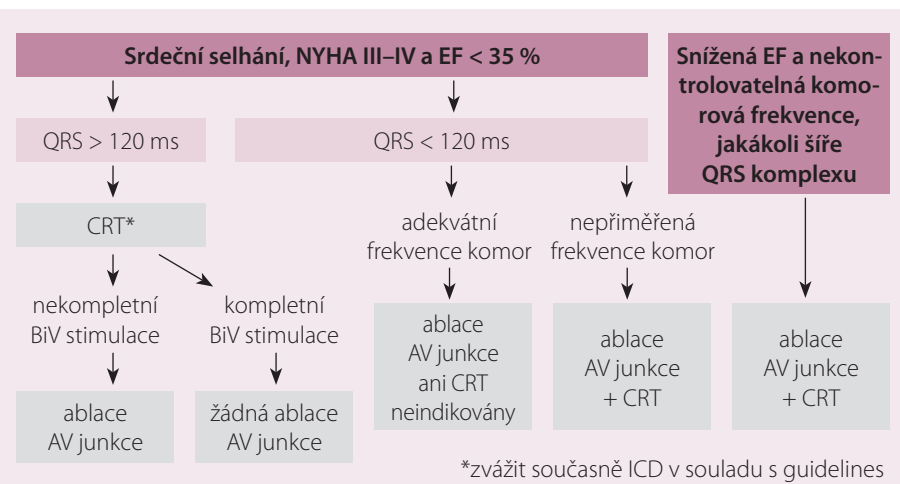 Srdeční selhání, NYHA III–IV a EF < 35 %
Snížená EF a nekon-
trolovatelná komo-
rová frekvence,
jakákoli šíře
QRS komplexu
QRS > 120 ms
QRS < 120 ms
CRT*
adekvátní
frekvence komor
nepřiměřená
frekvence komor
nekompletní
BiV stimulace
kompletní
BiV stimulace
ablace
AV junkce
žádná ablace
AV junkce
ablace
AV junkce
ani CRT
neindikovány
ablace
AV junkce
+ CRT
ablace
AV junkce
+ CRT
*zvážit současně ICD v souladu s guidelines